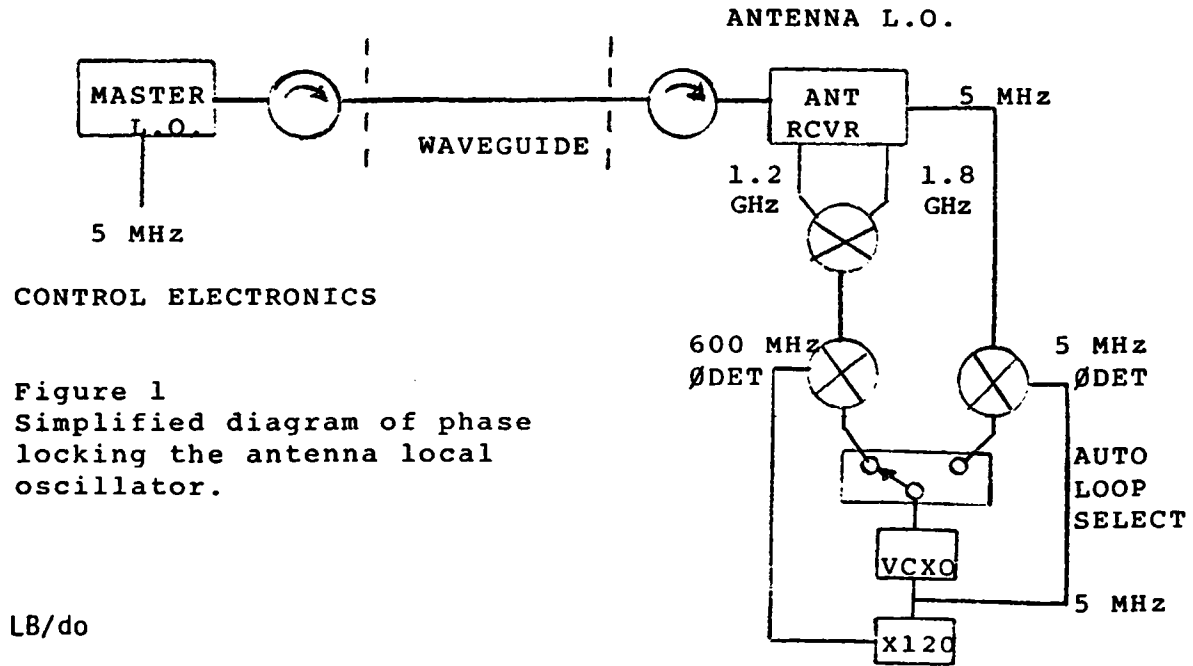 ANTENNA L.O.
MASTER
L.O.
5 MHz
WAVEGUIDE
ANT
RCVR
5 MHz
1.2
GHz
1.8
GHz
CONTROL ELECTRONICS
600 MHz
ØDET
5 MHz
ØDET
Figure 1
Simplified diagram of phase
locking the antenna local
oscillator.
AUTO
LOOP
SELECT
VCXO
5 MHz
X120
LB/do